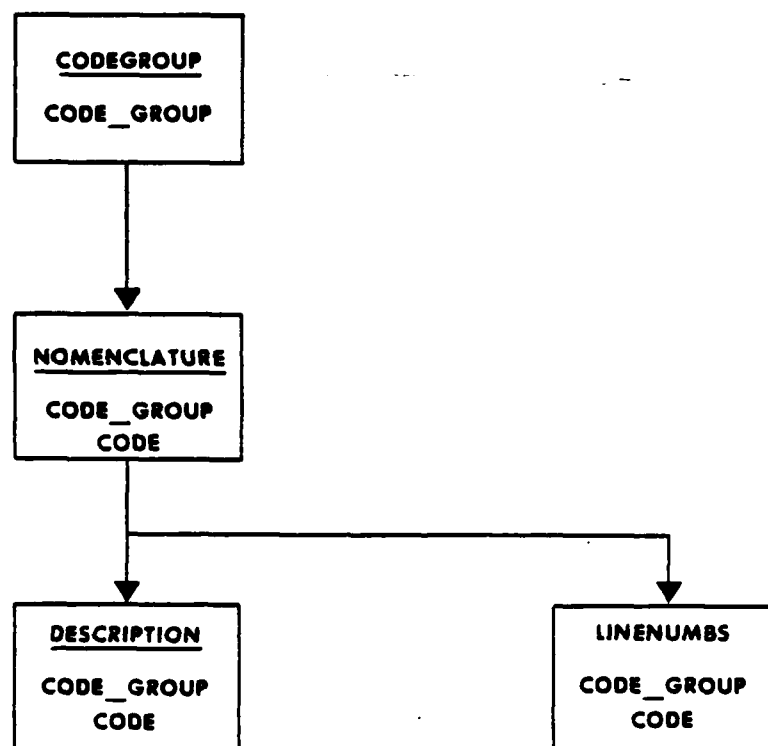 CODEGROUP
CODE_GROUP
NOMENCLATURE
CODE_GROUP
CODE
DESCRIPTION
CODE_GROUP
CODE
LINENUMBS
CODE_GROUP
CODE